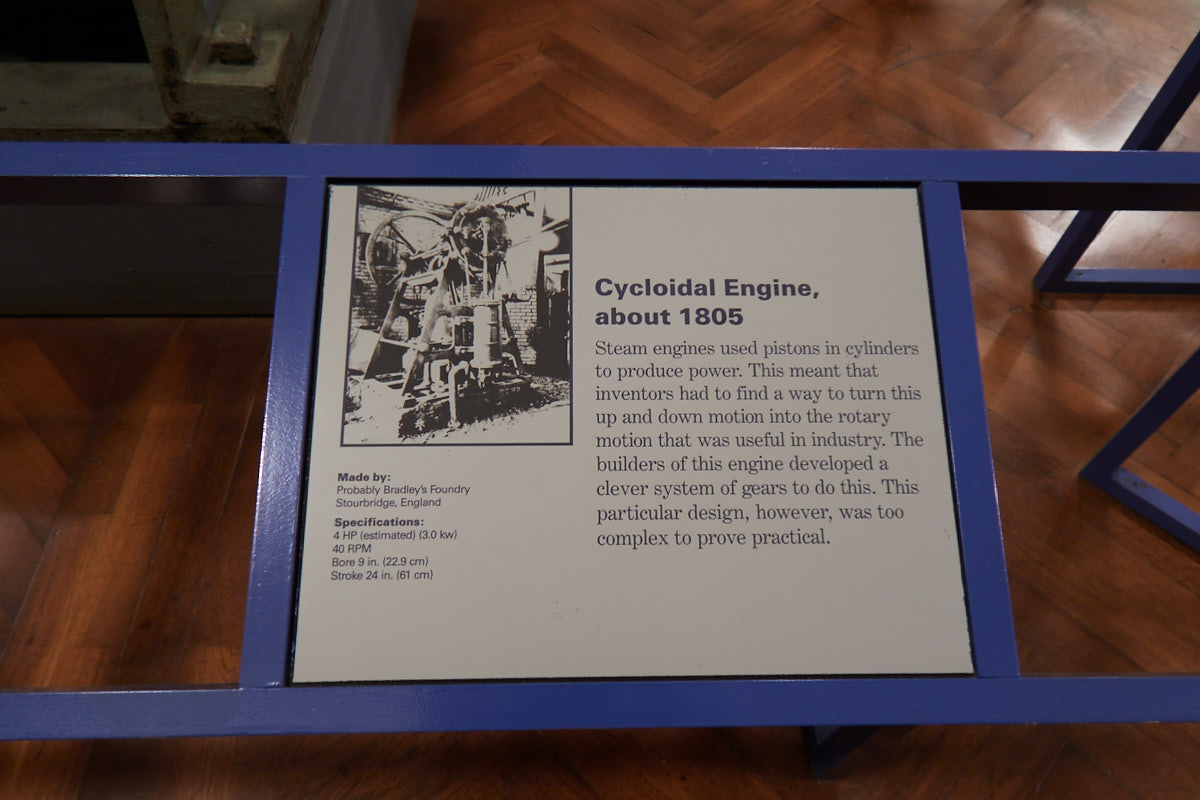 Cycloidal Engine,
about 1805
Steam engines used pistons in cylinders
to produce power. This meant that
inventors had to find a way to turn this
up and down motion into the rotary
motion that was useful in industry. The
builders of this engine developed a
clever system of gears to do this. This
particular design, however, was too
complex to prove practical.
Made by:
Probably Bradley's Foundry
Stourbridge, England
Specifications:
4 HP (estimated) (3.0 kw)
40 RPM
Bore 9 in. (22.9 cm)
Stroke 24 in. (61 cm)